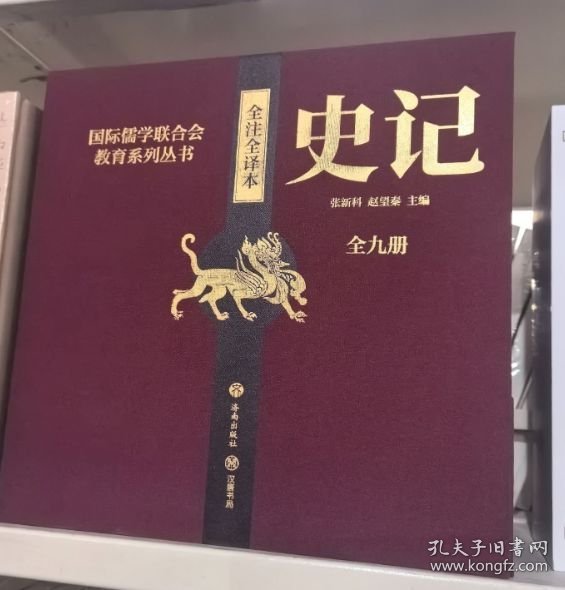 国际儒学联合会
教育系列丛书
全注全译本
史记
张新科 赵望秦 主编
全九册
济南出版社
汉唐书局
孔夫子旧书网
www.kongfz.com